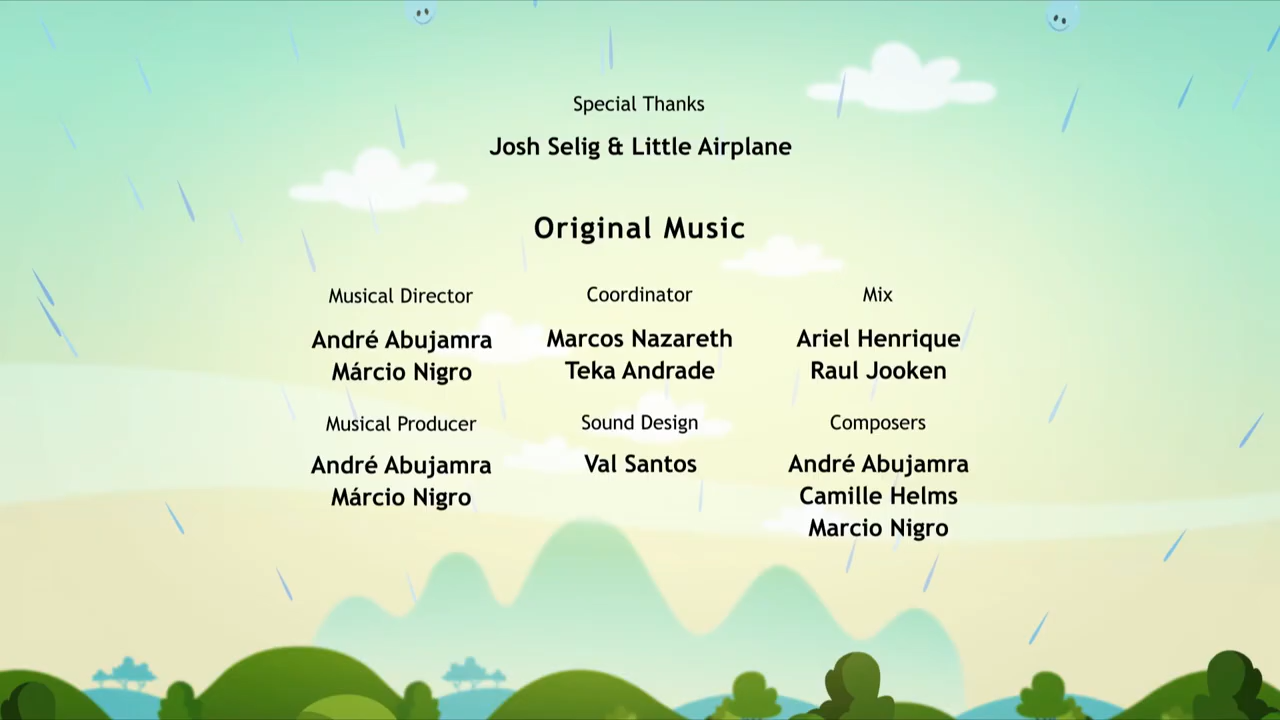 Special Thanks
Josh Selig & Little Airplane
Original Music
Musical Director
André Abujamra
Márcio Nigro
Coordinator
Marcos Nazareth
Teka Andrade
Mix
Ariel Henrique
Raul Jooken
Musical Producer
André Abujamra
Márcio Nigro
Sound Design
Val Santos
Composers
André Abujamra
Camille Helms
Marcio Nigro